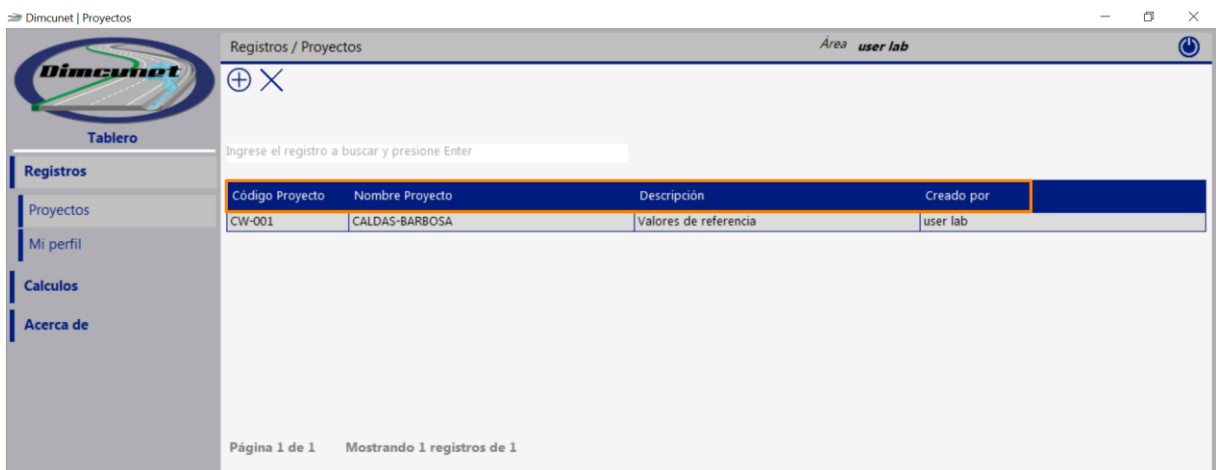 Dimcunet | Proyectos
Dimcunet
Registros / Proyectos
Área user lab
Tablero
Ingrese el registro a buscar y presione Enter
Registros
Código Proyecto Nombre Proyecto Descripción Creado por
Proyectos
CW-001 CALDAS-BARBOSA Valores de referencia user lab
Mi perfil
Calculos
Acerca de
Página 1 de 1 Mostrando 1 registros de 1